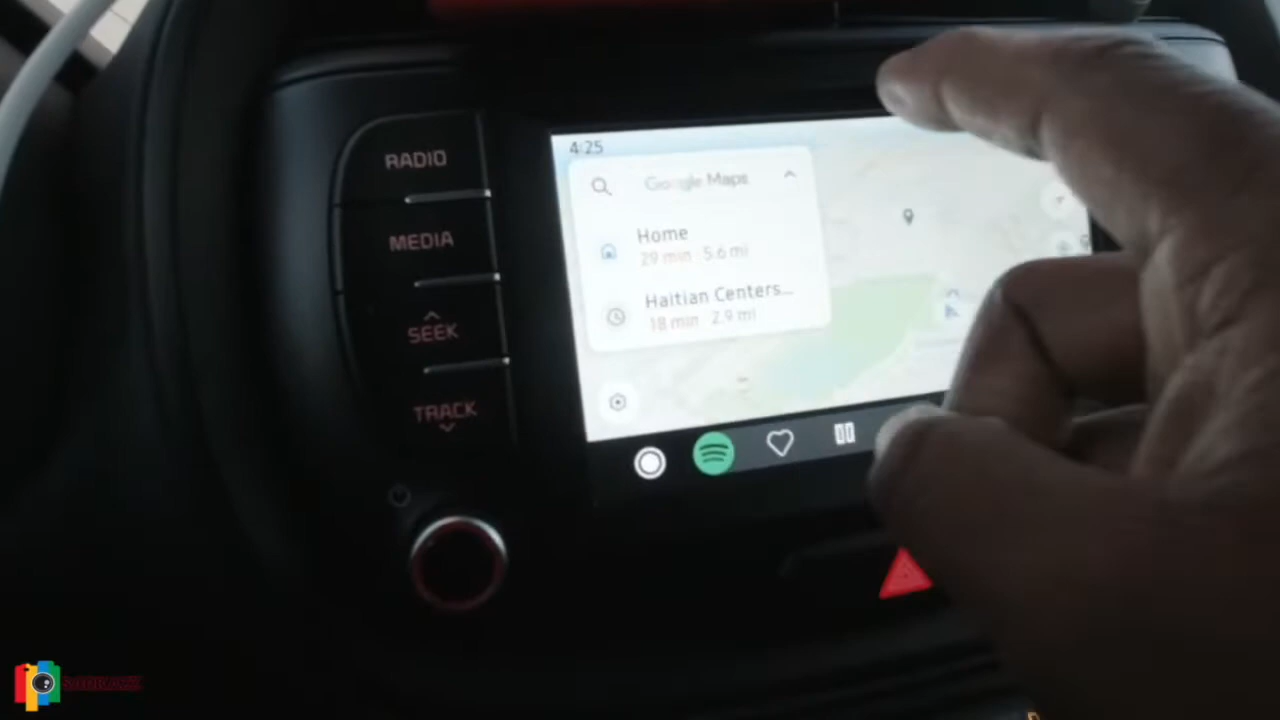 RADIO
MEDIA
SEEK
TRACK
4:25
Google Maps
Home
29 min 5.6 mi
Haitian Centers...
18 min 2.9 mi